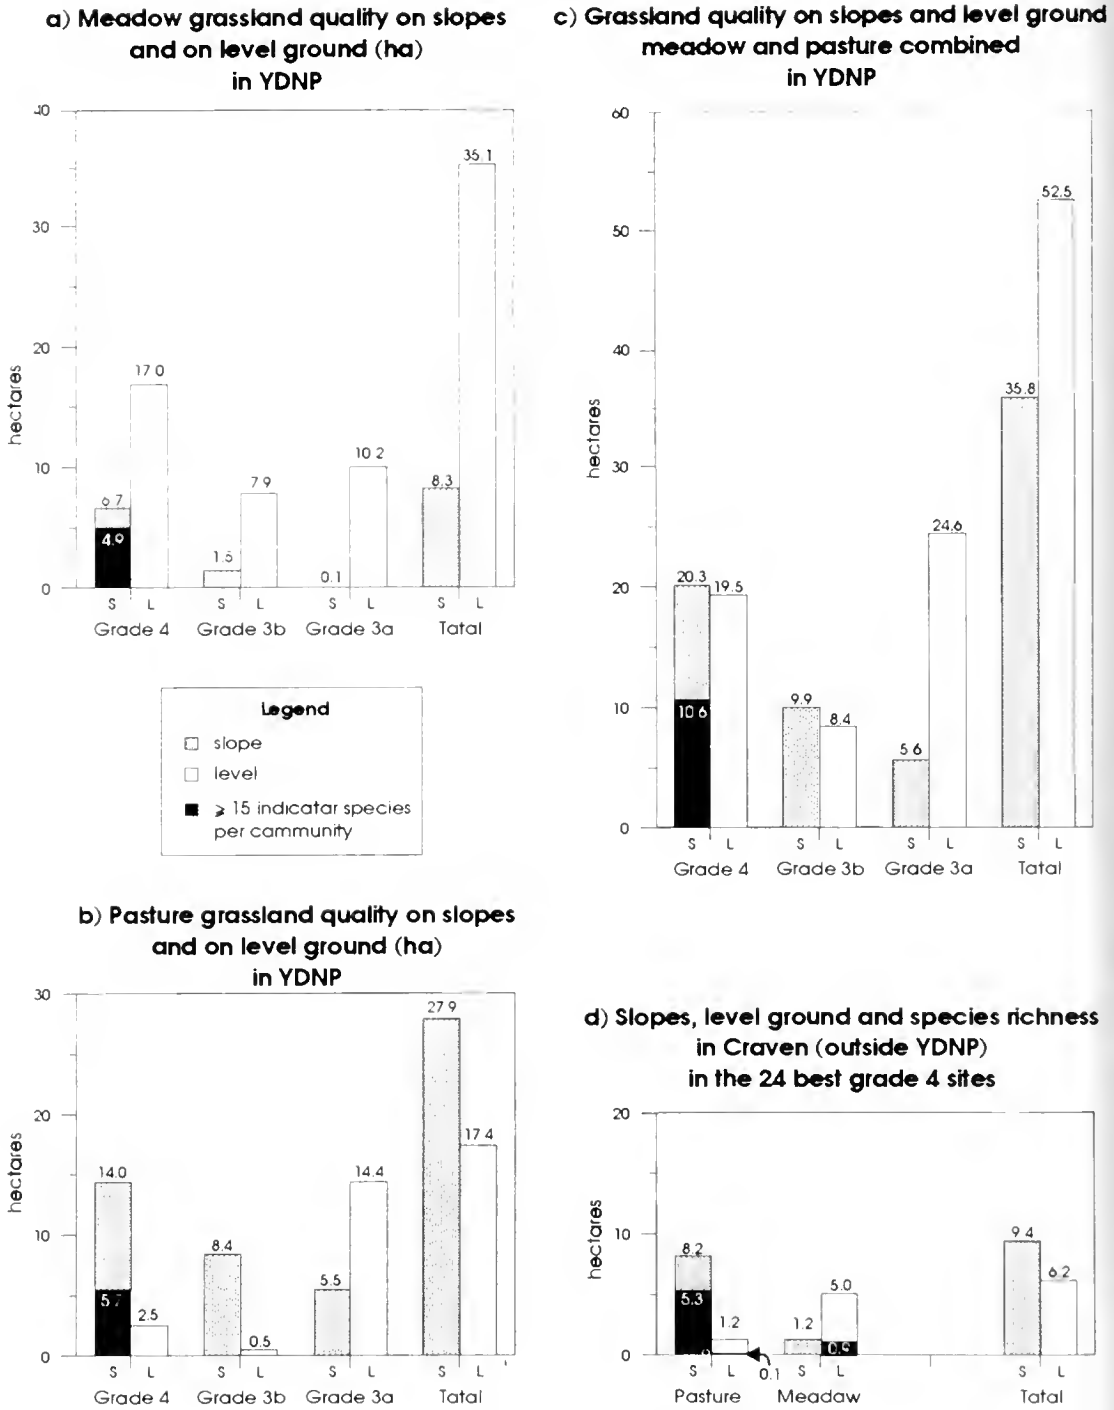 a) Meadow grassland quality on slopes
and on level ground (ha)
in YDNP
40
30
20
10
0
hectares
6.7
4.9
17.0
1.5
7.9
0.1
10.2
8.3
35.1
S L S L S L S L
Grade 4 Grade 3b Grade 3a Tatal
Legend
slope
level
⩾ 15 indicatar species
per cammunity
b) Pasture grassland quality on slopes
and on level ground (ha)
in YDNP
30
20
10
0
hectares
14.0
5.7
2.5
8.4
0.5
5.5
14.4
27.9
17.4
S L S L S L S L
Grade 4 Grade 3b Grade 3a Tatal
c) Grassland quality on slopes and level ground
meadow and pasture combined
in YDNP
60
50
40
30
20
10
0
hectares
20.3
10.6
19.5
9.9
8.4
5.6
24.6
35.8
52.5
S L S L S L S L
Grade 4 Grade 3b Grade 3a Tatal
d) Slopes, level ground and species richness
in Craven (outside YDNP)
in the 24 best grade 4 sites
20
10
0
hectares
8.2
5.3
1.2
0.1
1.2
5.0
0.9
9.4
6.2
S L S L S L
Pasture Meadaw Tatal